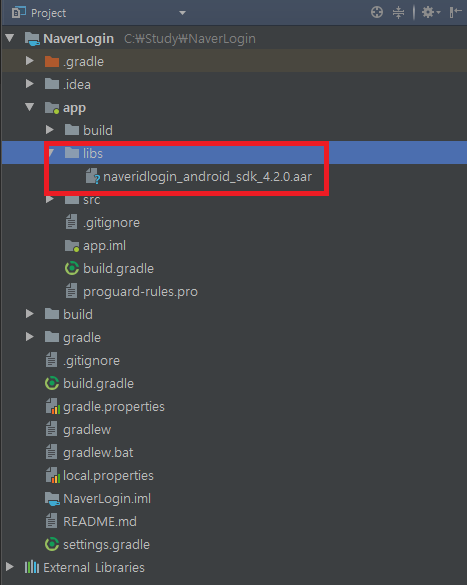 Project
NaverLogin C:₩Study₩NaverLogin
.gradle
.idea
app
build
libs
naveridlogin_android_sdk_4.2.0.aar
src
.gitignore
app.iml
build.gradle
proguard-rules.pro
build
gradle
.gitignore
build.gradle
gradle.properties
gradlew
gradlew.bat
local.properties
NaverLogin.iml
README.md
settings.gradle
External Libraries